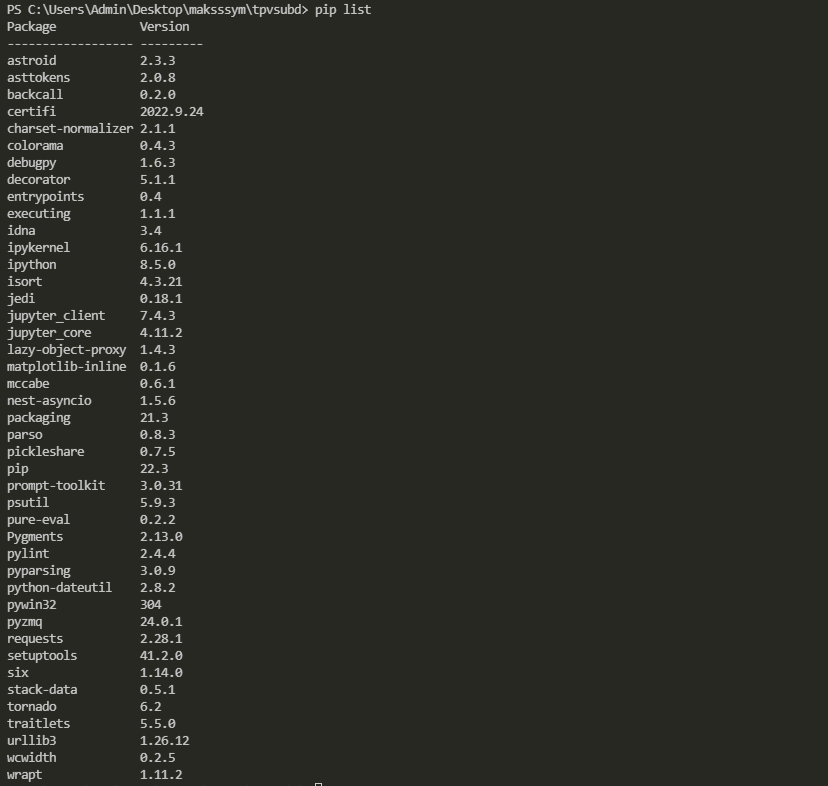 PS C:\Users\Admin\Desktop\maksssym\tpvsubd> pip list
Package            Version
------------------ ---------
astroid            2.3.3
asttokens          2.0.8
backcall           0.2.0
certifi            2022.9.24
charset-normalizer 2.1.1
colorama           0.4.3
debugpy            1.6.3
decorator          5.1.1
entrypoints        0.4
executing          1.1.1
idna               3.4
ipykernel          6.16.1
ipython            8.5.0
isort              4.3.21
jedi               0.18.1
jupyter_client     7.4.3
jupyter_core       4.11.2
lazy-object-proxy  1.4.3
matplotlib-inline  0.1.6
mccabe             0.6.1
nest-asyncio       1.5.6
packaging          21.3
parso              0.8.3
pickleshare        0.7.5
pip                22.3
prompt-toolkit     3.0.31
psutil             5.9.3
pure-eval          0.2.2
Pygments           2.13.0
pylint             2.4.4
pyparsing          3.0.9
python-dateutil    2.8.2
pywin32            304
pyzmq              24.0.1
requests           2.28.1
setuptools         41.2.0
six                1.14.0
stack-data         0.5.1
tornado            6.2
traitlets          5.5.0
urllib3            1.26.12
wcwidth            0.2.5
wrapt              1.11.2